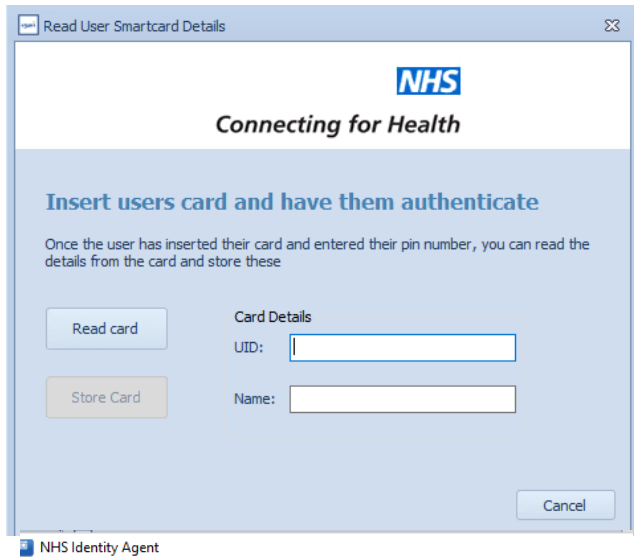 Read User Smartcard Details
NHS
Connecting for Health
Insert users card and have them authenticate
Once the user has inserted their card and entered their pin number, you can read the
details from the card and store these
Read card
Card Details
UID:
Store Card
Name:
Cancel
NHS Identity Agent